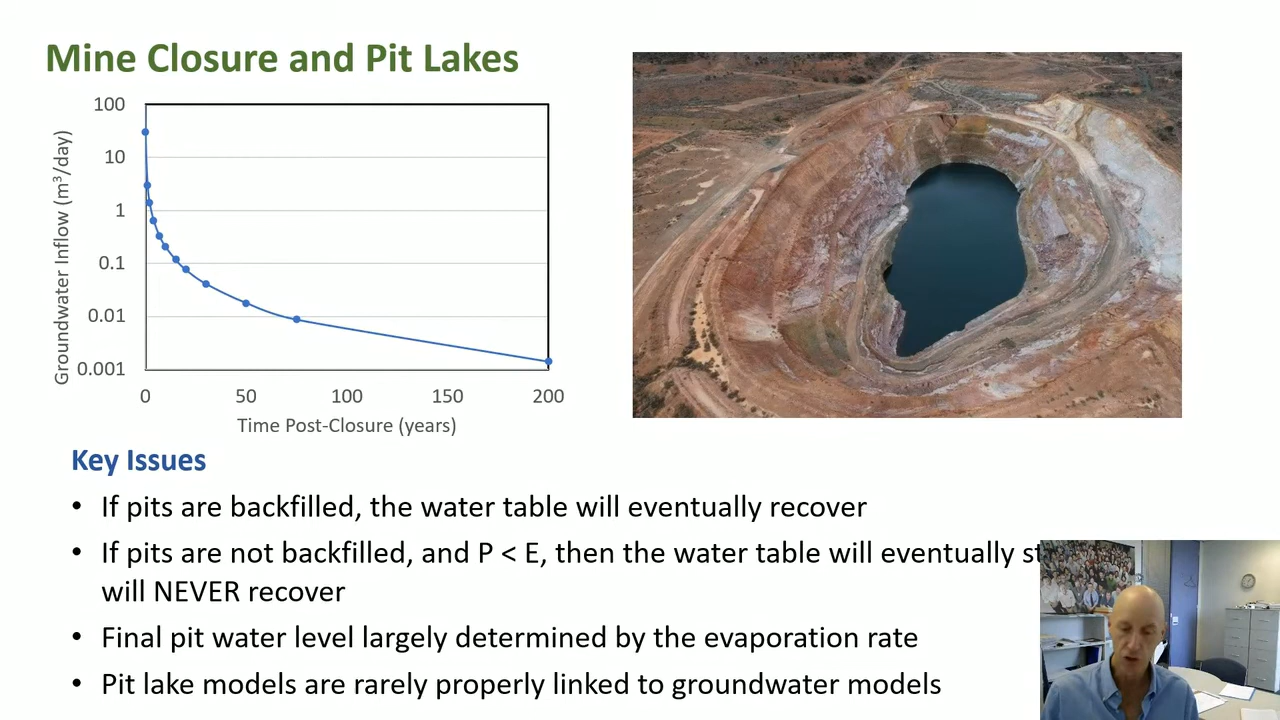 Mine Closure and Pit Lakes
100
10
1
0.1
0.01
0.001
Groundwater Inflow (m³/day)
0 50 100 150 200
Time Post-Closure (years)
Key Issues
• If pits are backfilled, the water table will eventually recover
• If pits are not backfilled, and P < E, then the water table will eventually
will NEVER recover
• Final pit water level largely determined by the evaporation rate
• Pit lake models are rarely properly linked to groundwater models